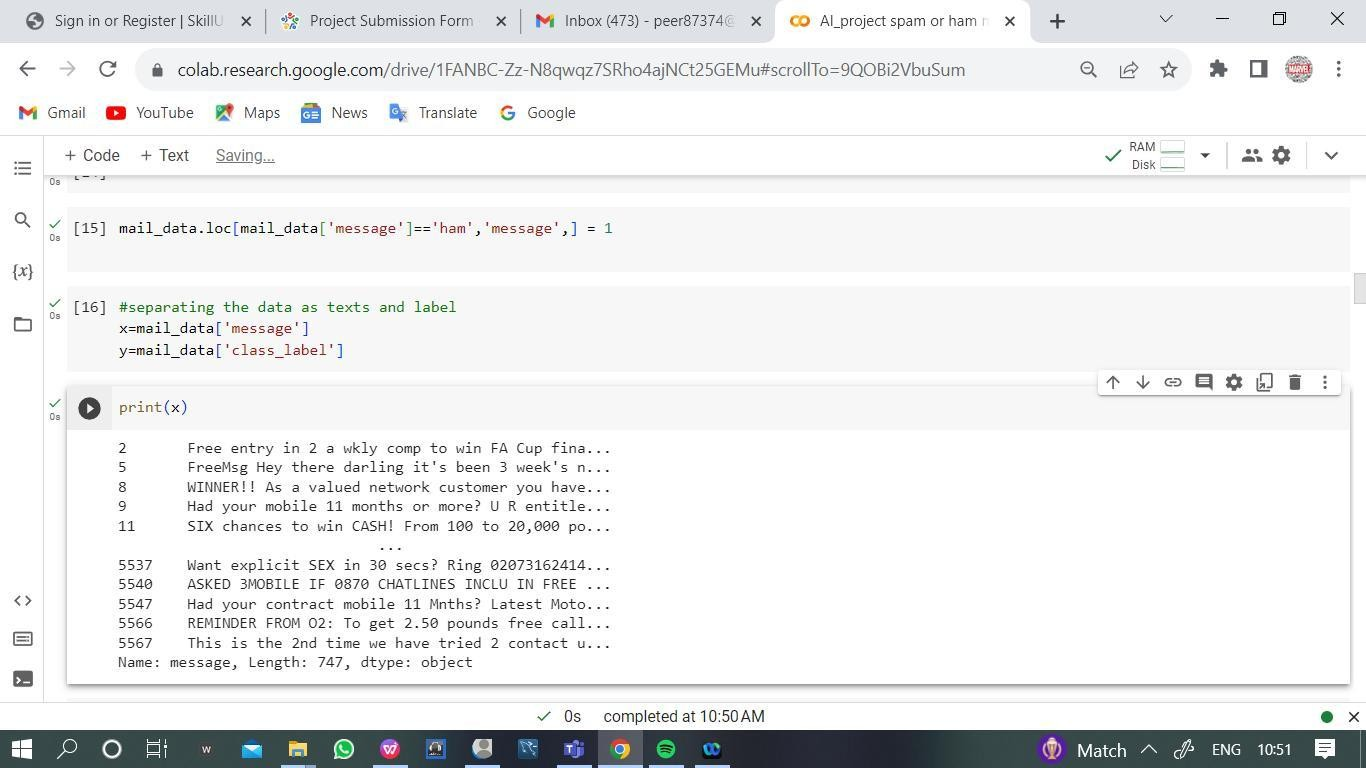 Sign in or Register | SkillU
Project Submission Form
Inbox (473) - peer87374@
AI_project spam or ham m
colab.research.google.com/drive/1FANBC-Zz-N8qwqz7SRho4ajNCt25GEMu#scrollTo=9QOBi2VbuSum
Gmail
YouTube
Maps
News
Translate
Google
+ Code + Text Saving...
RAM
Disk
0s
[15] mail_data.loc[mail_data['message']=='ham','message',] = 1
0s
{x}
[16] #separating the data as texts and label
0s
x=mail_data['message']
y=mail_data['class_label']
print(x)
0s
2 Free entry in 2 a wkly comp to win FA Cup fina...
5 FreeMsg Hey there darling it's been 3 week's n...
8 WINNER!! As a valued network customer you have...
9 Had your mobile 11 months or more? U R entitle...
11 SIX chances to win CASH! From 100 to 20,000 po...
...
5537 Want explicit SEX in 30 secs? Ring 02073162414...
5540 ASKED 3MOBILE IF 0870 CHATLINES INCLU IN FREE ...
5547 Had your contract mobile 11 Mnths? Latest Moto...
5566 REMINDER FROM O2: To get 2.50 pounds free call...
5567 This is the 2nd time we have tried 2 contact u...
Name: message, Length: 747, dtype: object
0s completed at 10:50 AM
Match
ENG
10:51